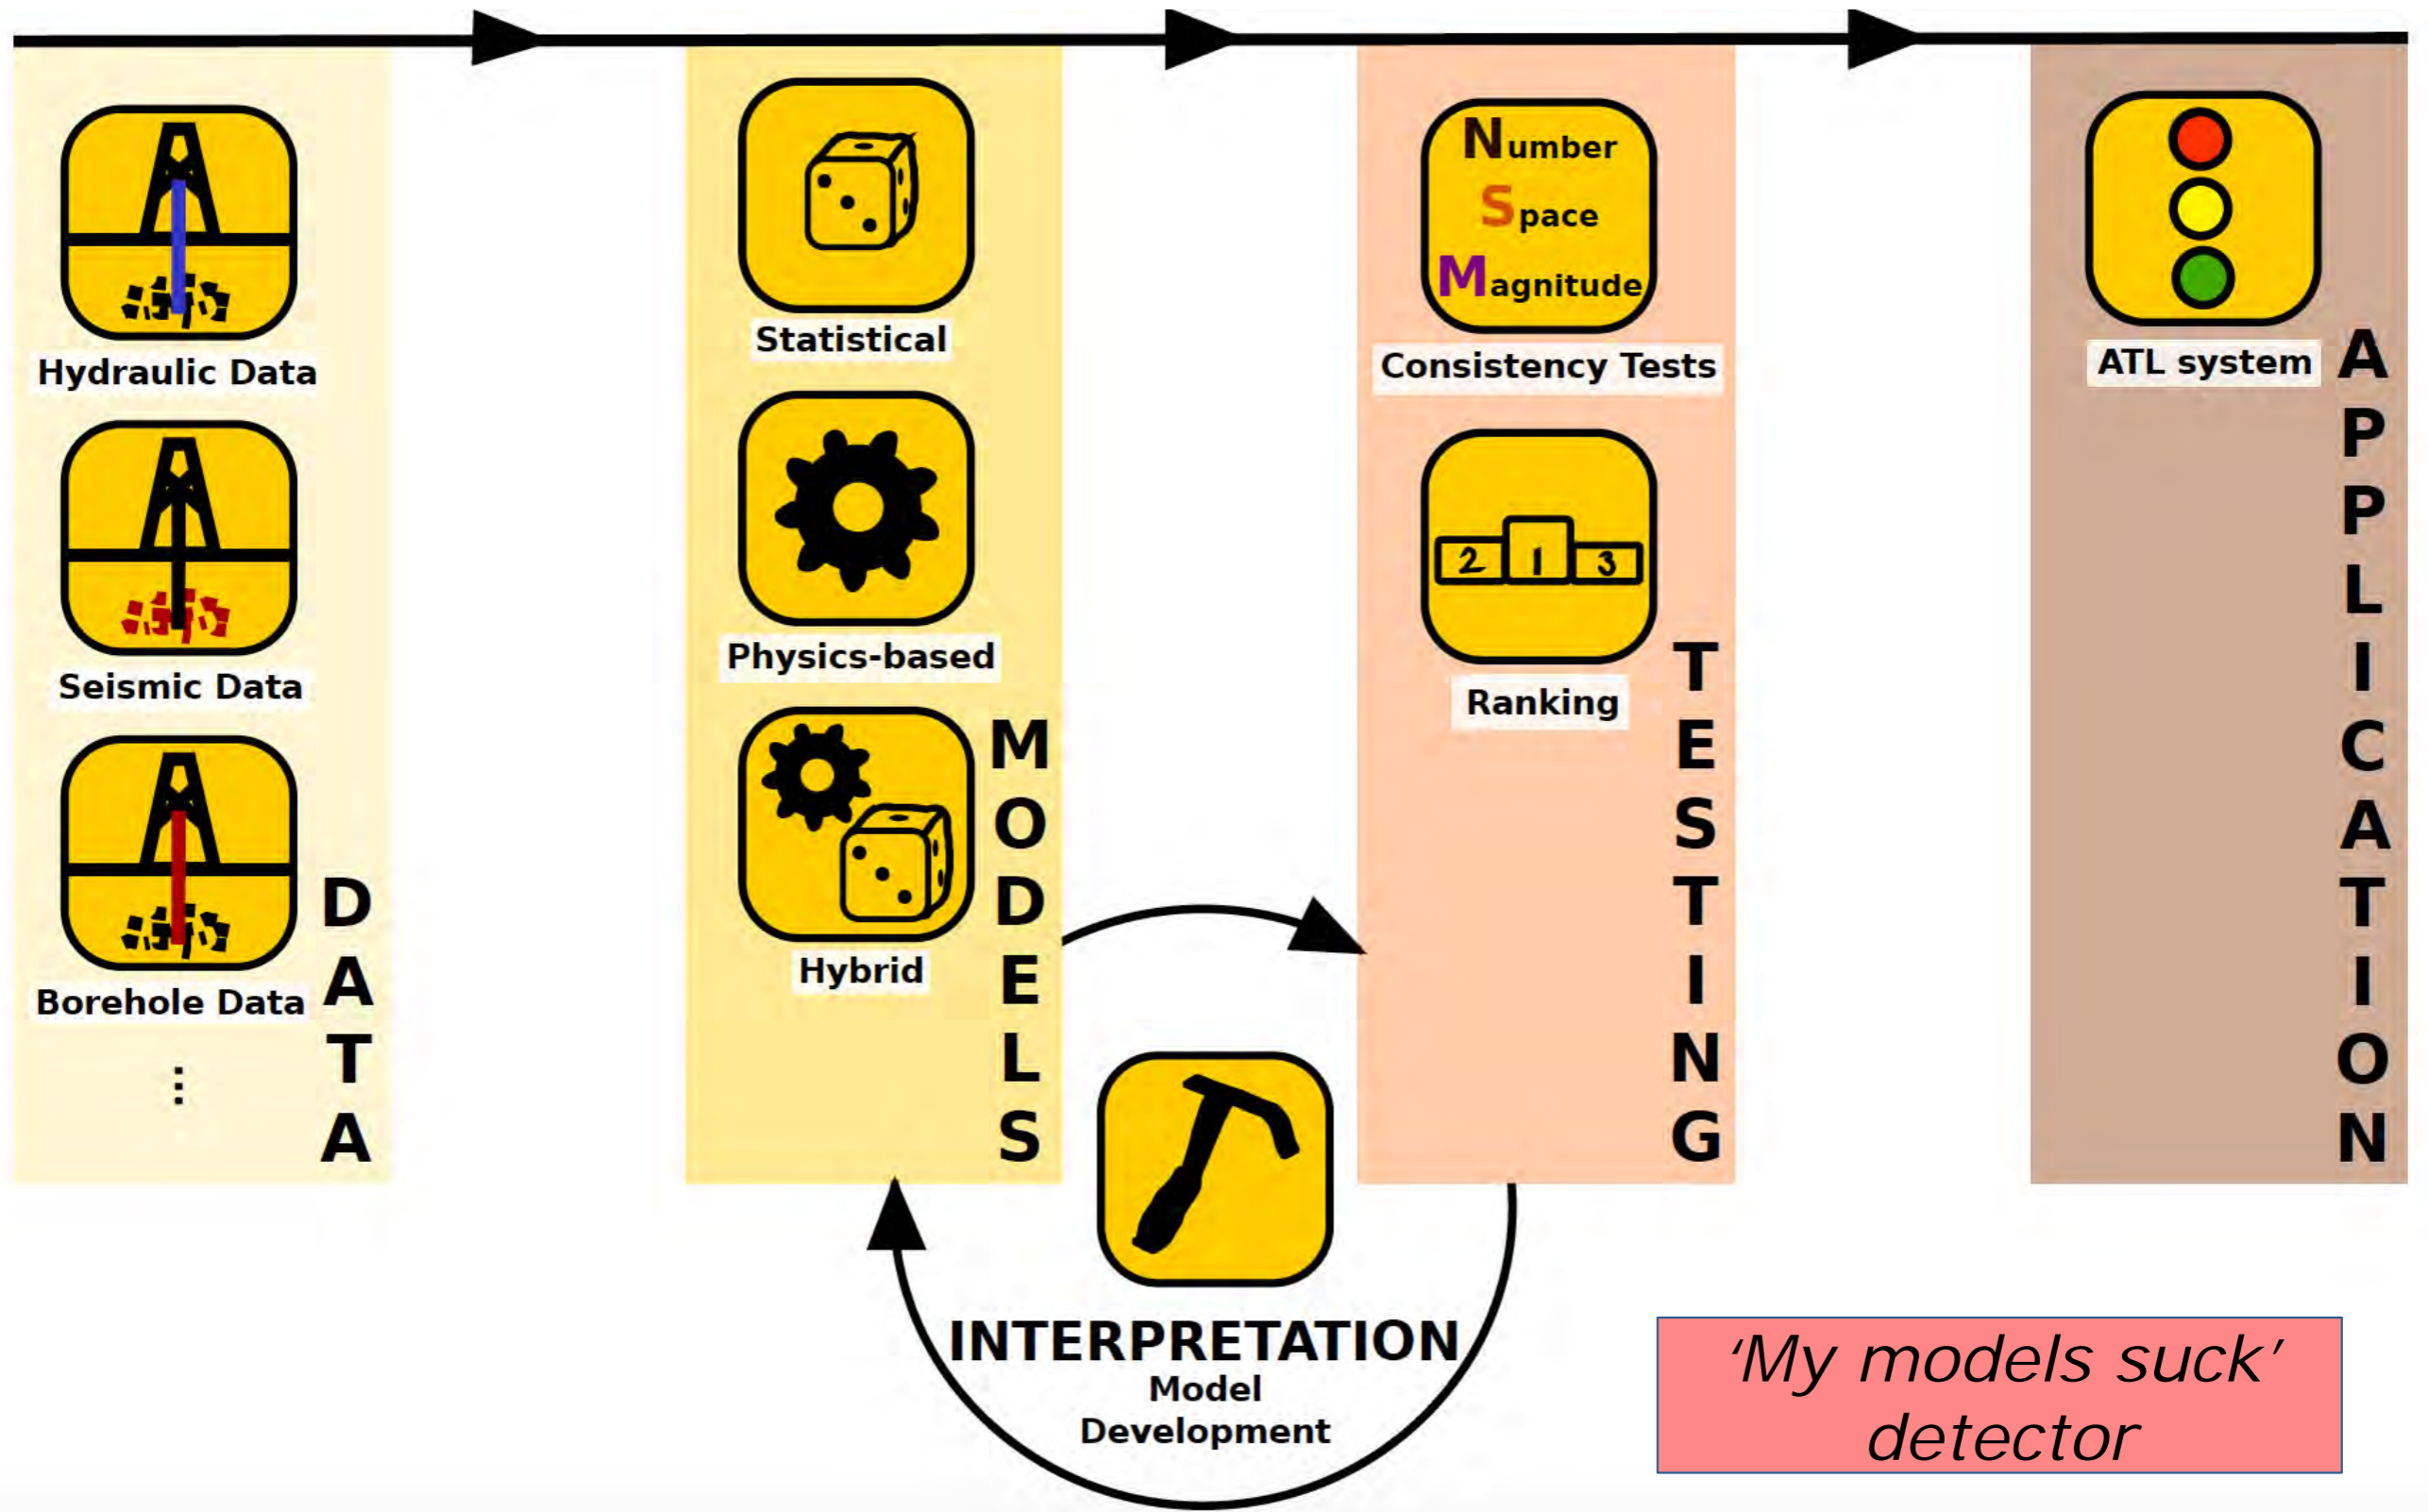 Hydraulic Data
Seismic Data
Borehole Data
...
DATA
Statistical
Physics-based
Hybrid
MODELS
Number
Space
Magnitude
Consistency Tests
2 1 3
Ranking
TESTING
ATL system
APPLICATION
INTERPRETATION
Model
Development
‘My models suck’
detector